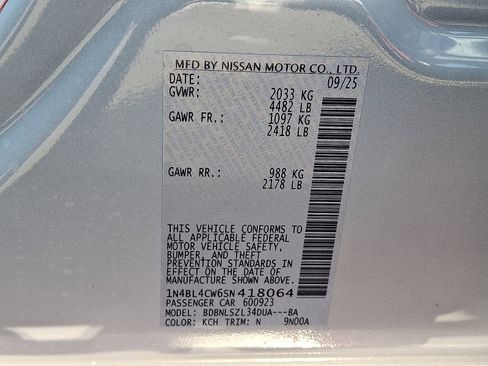 MFD BY NISSAN MOTOR CO., LTD.
DATE: 09/25
GVWR: 2033 KG
4482 LB
GAWR FR.: 1097 KG
2418 LB
GAWR RR.: 988 KG
2178 LB
THIS VEHICLE CONFORMS TO
ALL APPLICABLE FEDERAL
MOTOR VEHICLE SAFETY,
BUMPER, AND THEFT
PREVENTION STANDARDS
IN EFFECT ON THE DATE OF
MANUFACTURE SHOWN ABOVE.
1N4BL4CW6SN418064
PASSENGER CAR 600923
MODEL: BDBNLSZL34DUA---BA
COLOR: KCH TRIM: N 9N00A